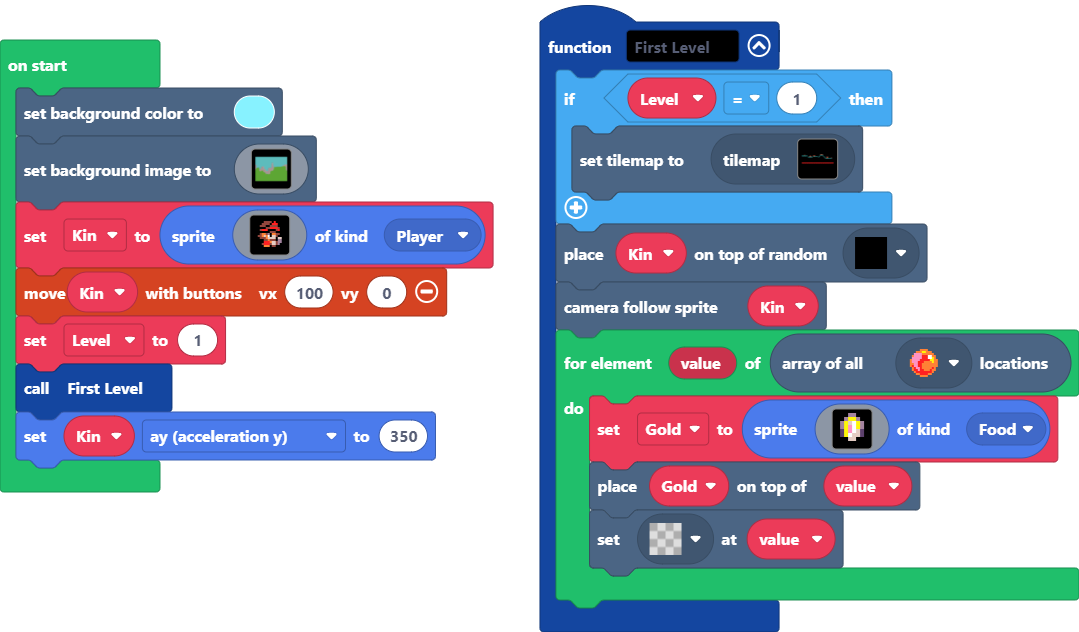 on start
set background color to
set background image to
set Kin to sprite of kind Player
move Kin with buttons vx 100 vy 0
set Level to 1
call First Level
set Kin ay (acceleration y) to 350
function First Level
if Level = 1 then
set tilemap to tilemap
place Kin on top of random
camera follow sprite Kin
for element value of array of all locations
do
set Gold to sprite of kind Food
place Gold on top of value
set at value